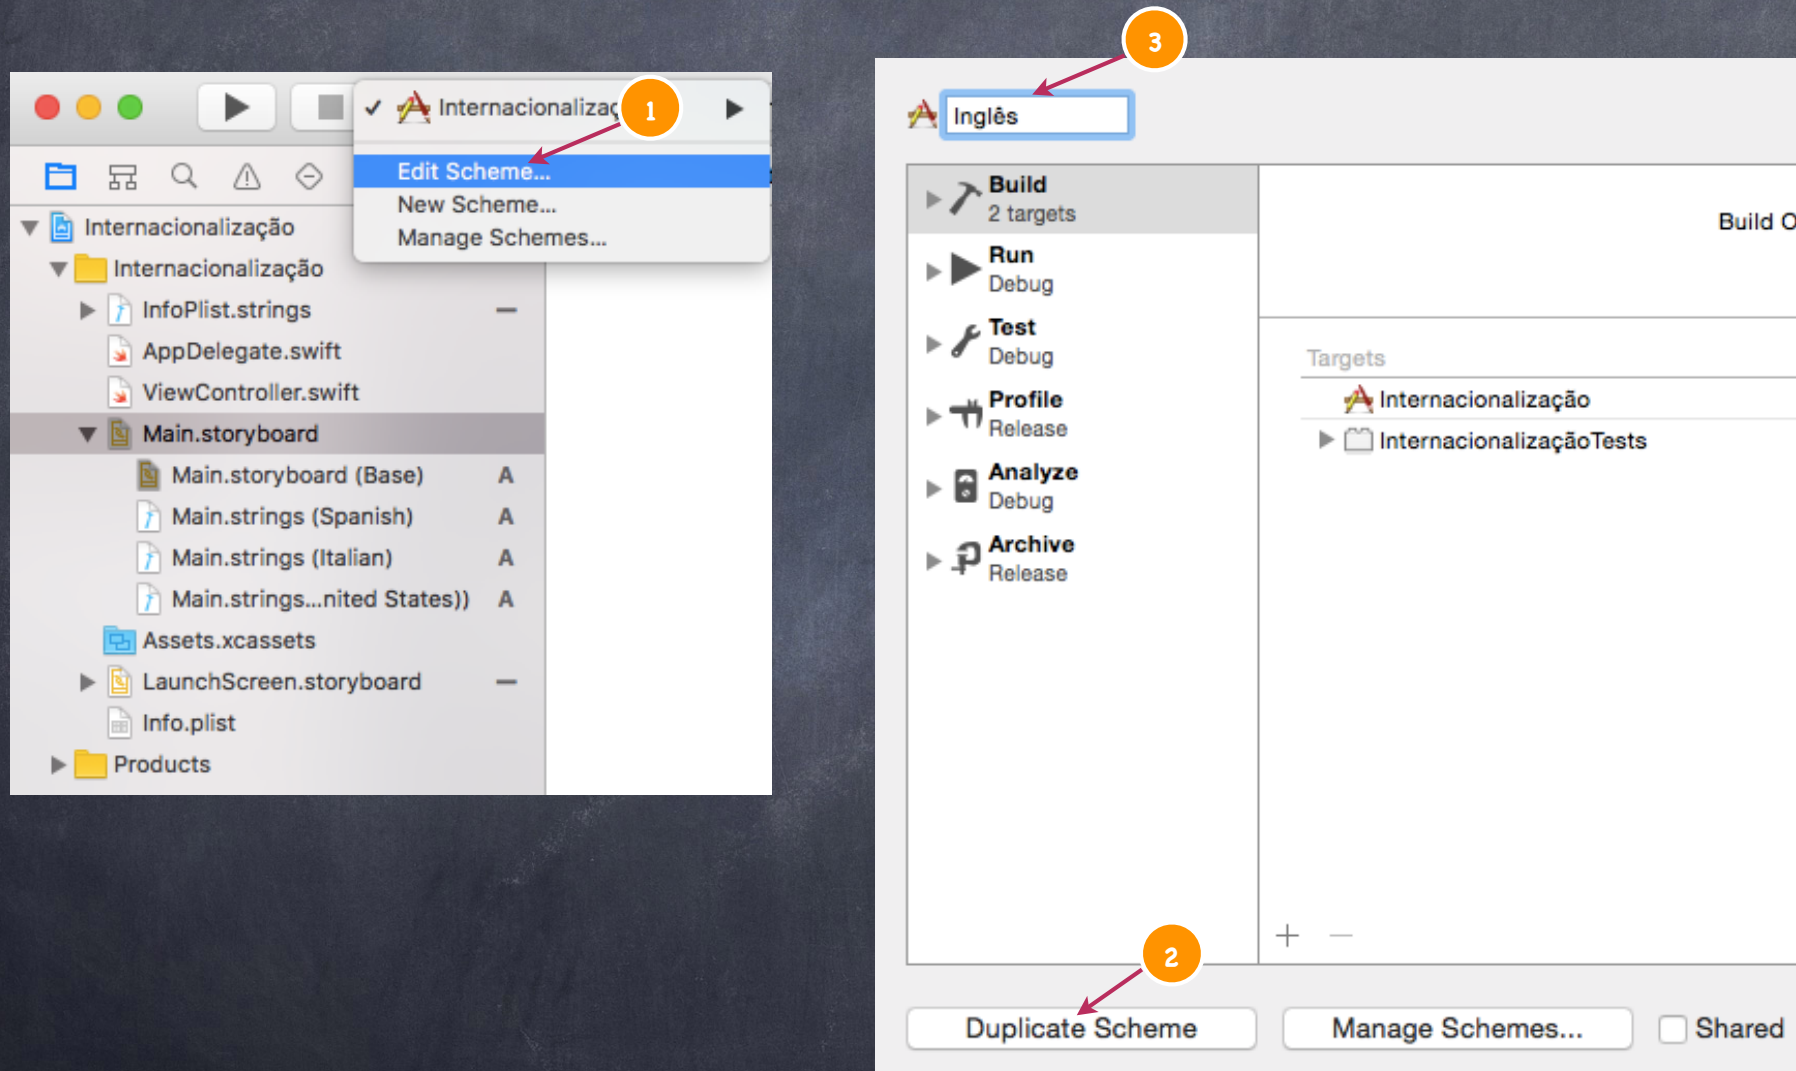 3
Internacionalizaç
1
Edit Scheme...
New Scheme...
Manage Schemes...
Internacionalização
Internacionalização
InfoPlist.strings
AppDelegate.swift
ViewController.swift
Main.storyboard
Main.storyboard (Base) A
Main.strings (Spanish) A
Main.strings (Italian) A
Main.strings...nited States)) A
Assets.xcassets
LaunchScreen.storyboard
Info.plist
Products
Inglês
Build
2 targets
Run
Debug
Test
Debug
Profile
Release
Analyze
Debug
Archive
Release
Build O
Targets
Internacionalização
InternacionalizaçãoTests
2
Duplicate Scheme
Manage Schemes...
Shared